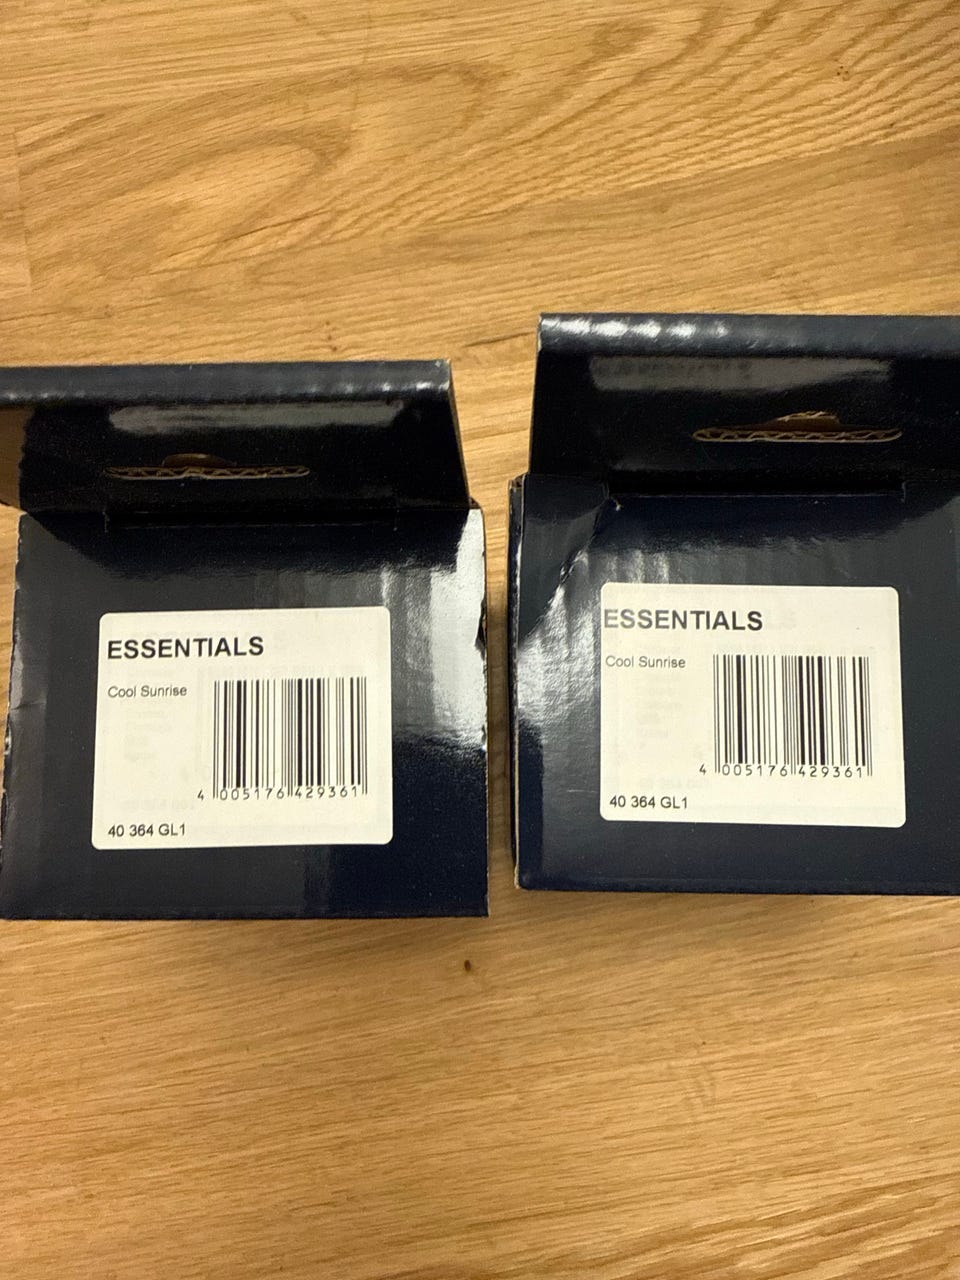 ESSENTIALS
Cool Sunrise
4 005176 429361
40 364 GL1
ESSENTIALS
Cool Sunrise
4 005176 429361
40 364 GL1